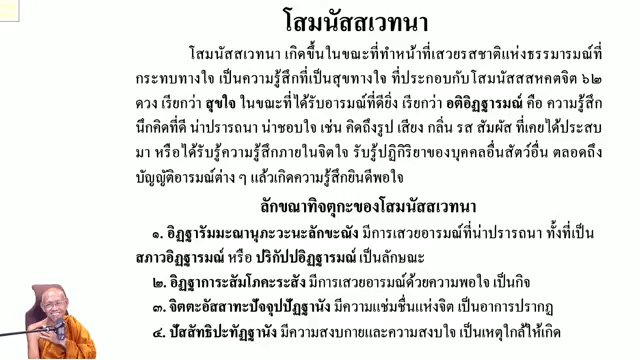 โสมนัสสเวทนา
โสมนัสสเวทนา เกิดขึ้นในขณะที่ทำหน้าที่เสวยรสชาติแห่งธรรมารมณ์ที่
กระทบทางใจ เป็นความรู้สึกที่เป็นสุขทางใจ ที่ประกอบกับโสมนัสสสหคตจิต ๖๒
ดวง เรียกว่า สุขใจ ในขณะที่ได้รับอารมณ์ที่ดียิ่ง เรียกว่า อติอิฏฐารมณ์ คือ ความรู้สึก
นึกคิดที่ดี น่าปรารถนา น่าชอบใจ เช่น คิดถึงรูป เสียง กลิ่น รส สัมผัส ที่เคยได้ประสบ
มา หรือได้รับรู้ความรู้สึกภายในจิตใจ รับรู้ปฏิกิริยาของบุคคลอื่นสัตว์อื่น ตลอดถึง
บัญญัติอารมณ์ต่าง ๆ แล้วเกิดความรู้สึกยินดีพอใจ
ลักขณาทิจตุกะของโสมนัสสเวทนา
๑. อิฏฐารัมมะณานุภะวะนะลักขะณัง มีการเสวยอารมณ์ที่น่าปรารถนา ทั้งที่เป็น
สภาวอิฏฐารมณ์ หรือ ปริกัปปอิฏฐารมณ์ เป็นลักษณะ
๒. อิฏฐาการะสัมโภคะระสัง มีการเสวยอารมณ์ด้วยความพอใจ เป็นกิจ
๓. จิตตะอัสสาทะปัจจุปปัฏฐานัง มีความแช่มชื่นแห่งจิต เป็นอาการปรากฏ
๔. ปัสสัทธิปะทัฏฐานัง มีความสงบกายและความสงบใจ เป็นเหตุใกล้ให้เกิด